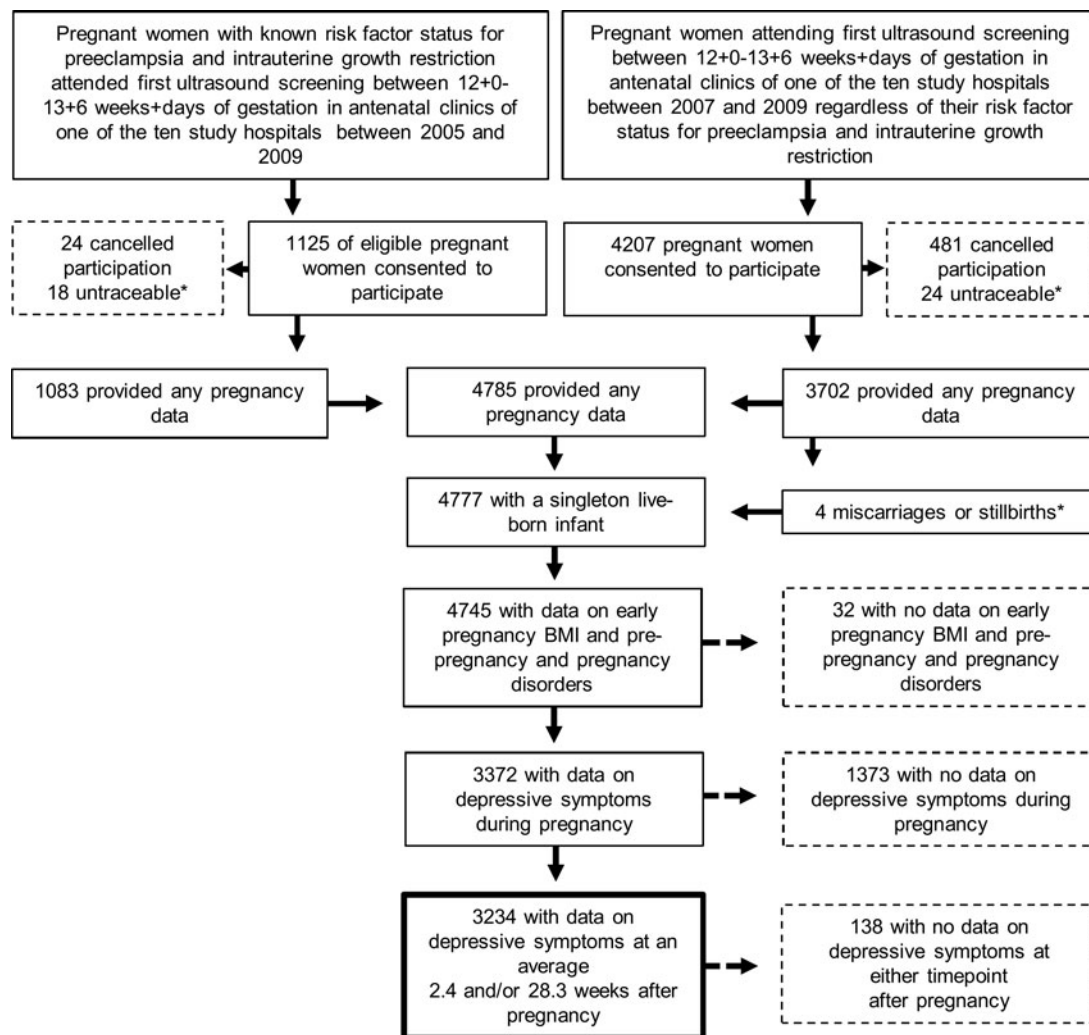 Pregnant women with known risk factor status for
preeclampsia and intrauterine growth restriction
attended first ultrasound screening between 12+0-
13+6 weeks+days of gestation in antenatal clinics of
one of the ten study hospitals between 2005 and
2009
Pregnant women attending first ultrasound screening
between 12+0-13+6 weeks+days of gestation in
antenatal clinics of one of the ten study hospitals
between 2007 and 2009 regardless of their risk factor
status for preeclampsia and intrauterine growth
restriction
24 cancelled
participation
18 untraceable*
1125 of eligible pregnant
women consented to
participate
4207 pregnant women
consented to participate
481 cancelled
participation
24 untraceable*
1083 provided any pregnancy
data
4785 provided any
pregnancy data
3702 provided any pregnancy
data
4777 with a singleton live-
born infant
4 miscarriages or stillbirths*
4745 with data on early
pregnancy BMI and pre-
pregnancy and pregnancy
disorders
32 with no data on early
pregnancy BMI and pre-
pregnancy and pregnancy
disorders
3372 with data on
depressive symptoms
during pregnancy
1373 with no data on
depressive symptoms during
pregnancy
3234 with data on
depressive symptoms at an
average
2.4 and/or 28.3 weeks after
pregnancy
138 with no data on
depressive symptoms at
either timepoint
after pregnancy